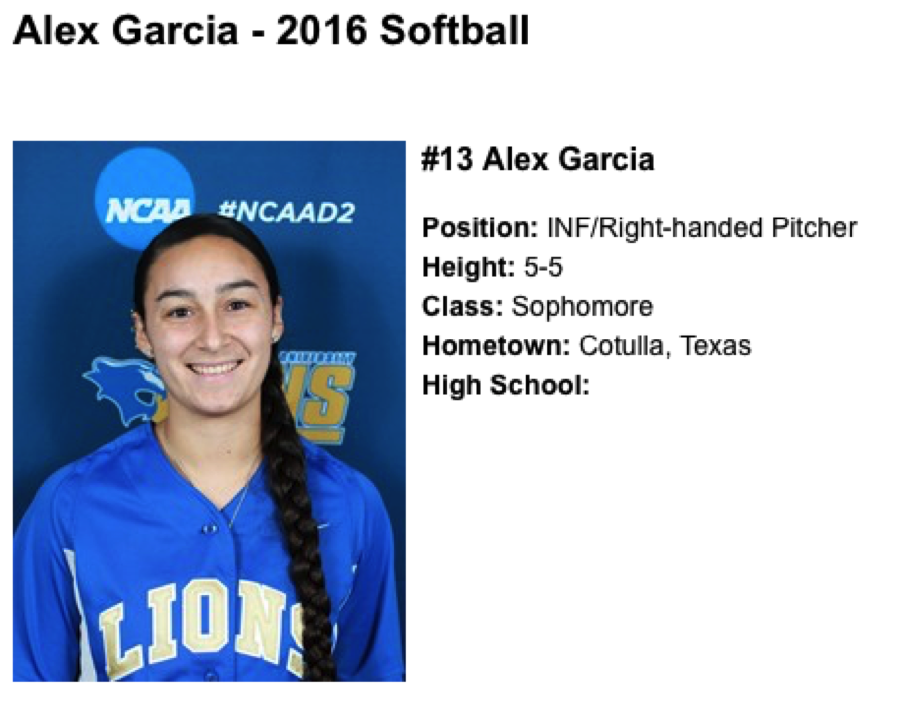 Alex Garcia - 2016 Softball
#13 Alex Garcia
Position: INF/Right-handed Pitcher
Height: 5-5
Class: Sophomore
Hometown: Cotulla, Texas
High School:
NCAA #NCAAD2
UNIVERSITY
LIONS